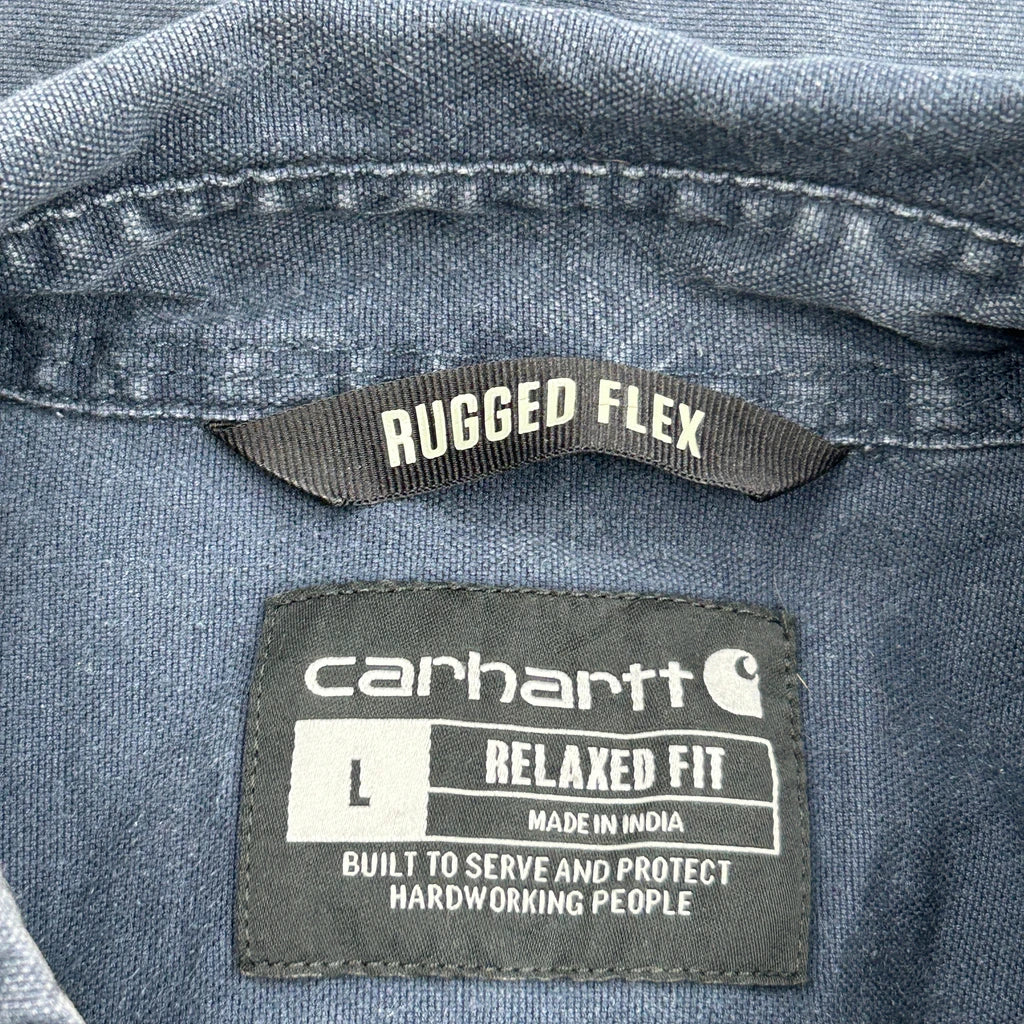 RUGGED FLEX
carhartt
L
RELAXED FIT
MADE IN INDIA
BUILT TO SERVE AND PROTECT
HARDWORKING PEOPLE